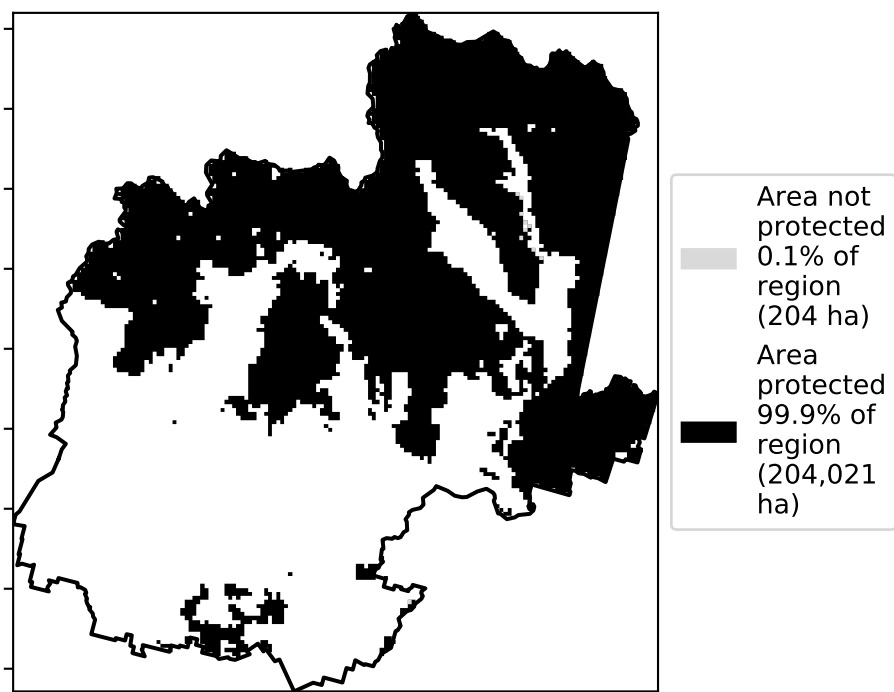 Area not
protected
0.1% of
region
(204 ha)
Area
protected
99.9% of
region
(204,021
ha)